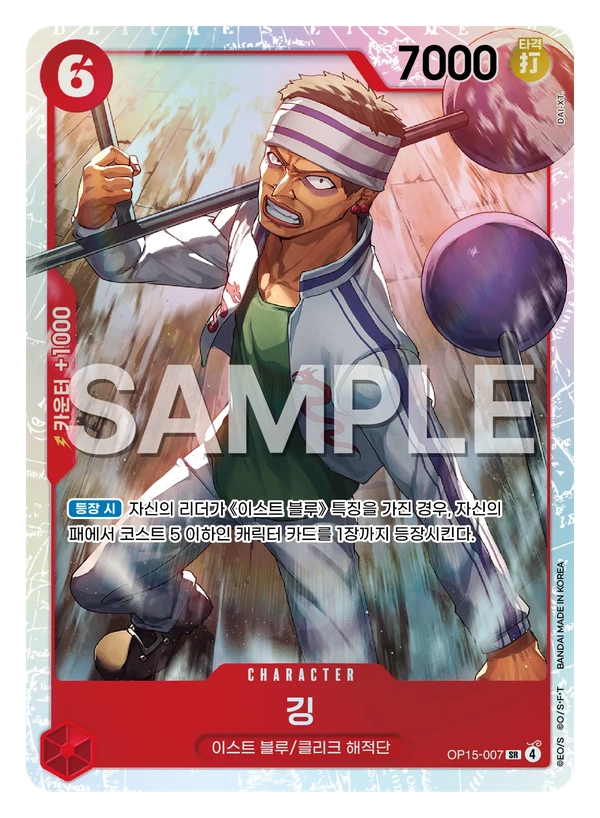 6
7000
타격
打
DAI-XT.
카운터 +1000
SAMPLE
등장 시 자신의 리더가 《이스트 블루》 특징을 가진 경우, 자신의
패에서 코스트 5 이하인 캐릭터 카드를 1장까지 등장시킨다.
CHARACTER
깅
이스트 블루/클리크 해적단
OP15-007 SR 4
©EO/S ©O/S·F·T BANDAI MADE IN KOREA